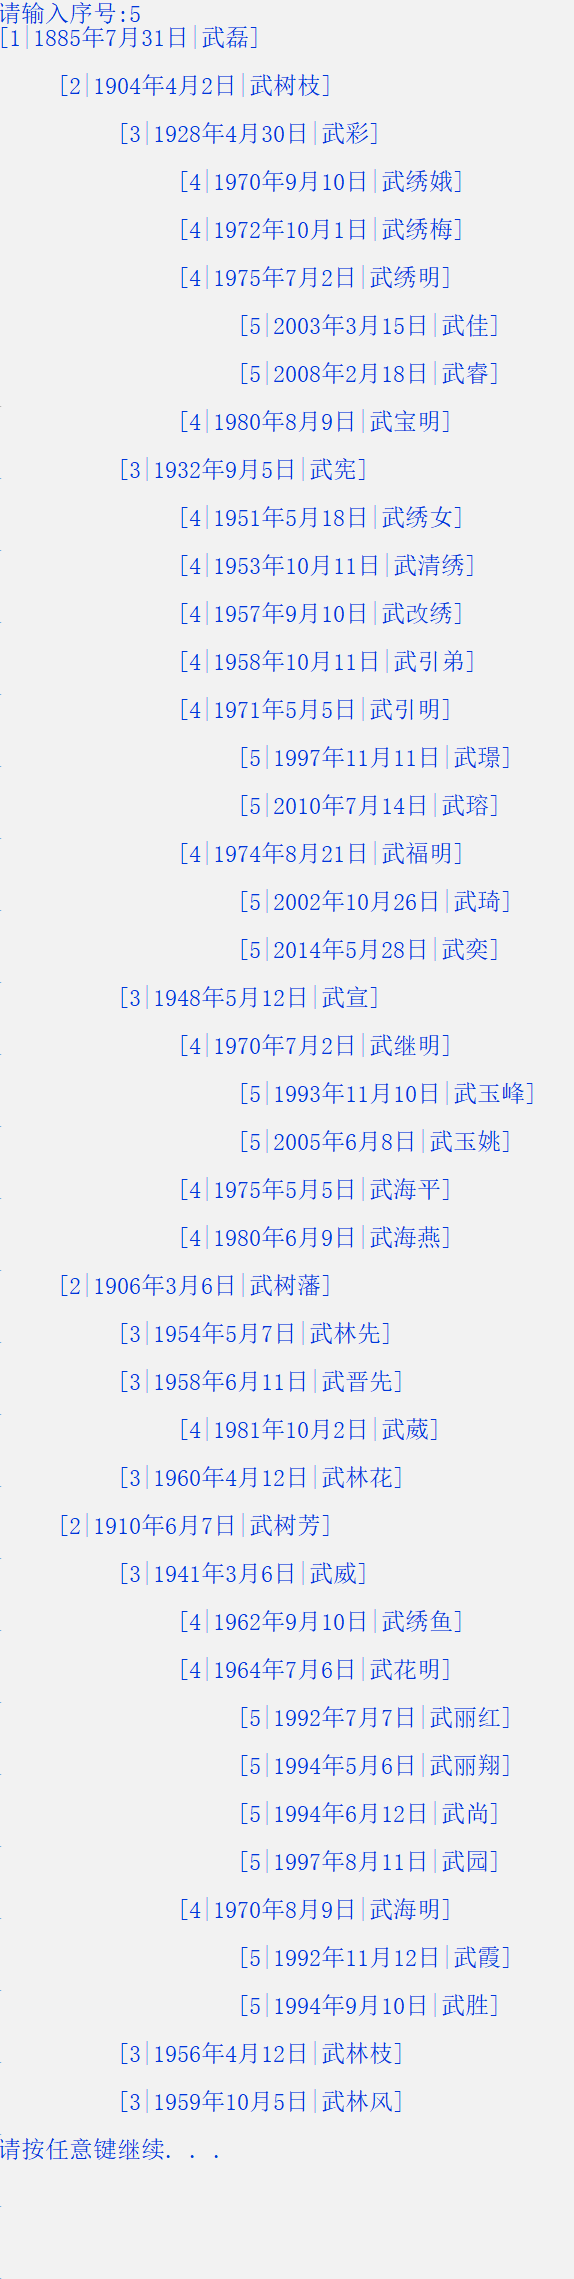 请输入序号:5
[1|1885年7月31日|武磊]
[2|1904年4月2日|武树枝]
[3|1928年4月30日|武彩]
[4|1970年9月10日|武绣娥]
[4|1972年10月1日|武绣梅]
[4|1975年7月2日|武绣明]
[5|2003年3月15日|武佳]
[5|2008年2月18日|武睿]
[4|1980年8月9日|武宝明]
[3|1932年9月5日|武宪]
[4|1951年5月18日|武绣女]
[4|1953年10月11日|武清绣]
[4|1957年9月10日|武改绣]
[4|1958年10月11日|武引弟]
[4|1971年5月5日|武引明]
[5|1997年11月11日|武璟]
[5|2010年7月14日|武瑢]
[4|1974年8月21日|武福明]
[5|2002年10月26日|武琦]
[5|2014年5月28日|武奕]
[3|1948年5月12日|武宣]
[4|1970年7月2日|武继明]
[5|1993年11月10日|武玉峰]
[5|2005年6月8日|武玉姚]
[4|1975年5月5日|武海平]
[4|1980年6月9日|武海燕]
[2|1906年3月6日|武树藩]
[3|1954年5月7日|武林先]
[3|1958年6月11日|武晋先]
[4|1981年10月2日|武葳]
[3|1960年4月12日|武林花]
[2|1910年6月7日|武树芳]
[3|1941年3月6日|武威]
[4|1962年9月10日|武绣鱼]
[4|1964年7月6日|武花明]
[5|1992年7月7日|武丽红]
[5|1994年5月6日|武丽翔]
[5|1994年6月12日|武尚]
[5|1997年8月11日|武园]
[4|1970年8月9日|武海明]
[5|1992年11月12日|武霞]
[5|1994年9月10日|武胜]
[3|1956年4月12日|武林枝]
[3|1959年10月5日|武林风]
请按任意键继续. . .